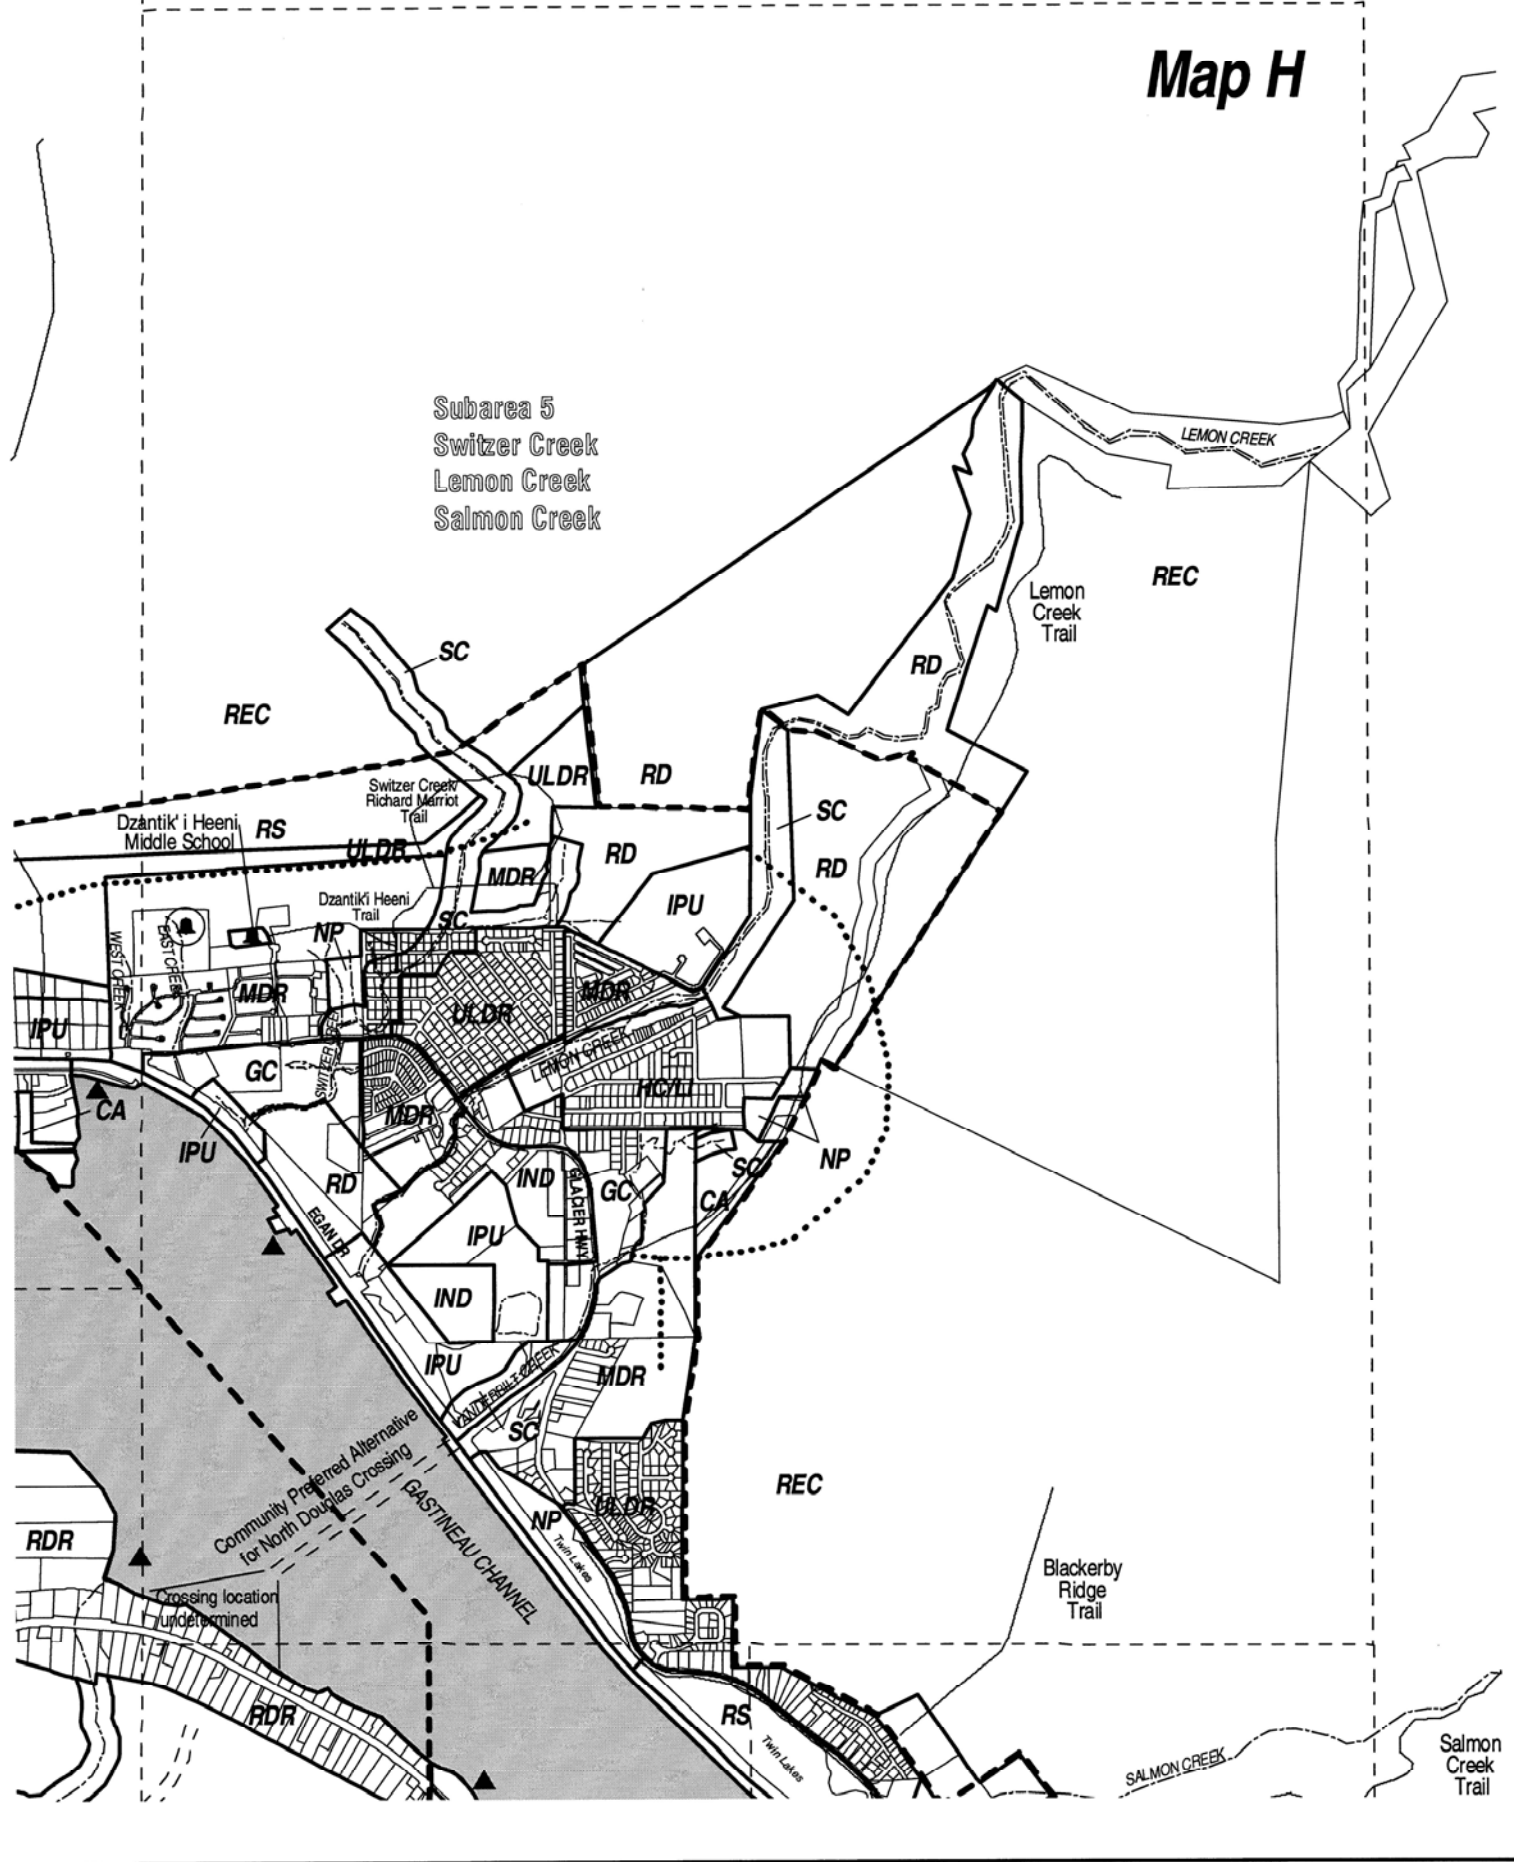 Map H
Subarea 5
Switzer Creek
Lemon Creek
Salmon Creek
LEMON CREEK
REC
Lemon
Creek
Trail
SC
RD
REC
ULDR
RD
Switzer Creek/
Richard Marriot
Trail
SC
Dzantik' i Heeni
Middle School
RS
ULDR
RD
RD
MDR
Dzantik'i Heeni
Trail
IPU
SC
NP
WEST CREEK
EAST CREEK
MDR
MDR
ULDR
IPU
LEMON CREEK
GC
SWITZER
HC/LI
CA
MDR
IPU
NP
SC
RD
IND
GLACIER HWY
GC
CA
EGAN DR
IPU
IND
IPU
VANDERBILT CREEK
MDR
SC
Community Preferred Alternative
for North Douglas Crossing
GASTINEAU CHANNEL
REC
ULDR
NP
RDR
Twin Lakes
Crossing location
undetermined
Blackerby
Ridge
Trail
RDR
RS
Twin Lakes
SALMON CREEK
Salmon
Creek
Trail